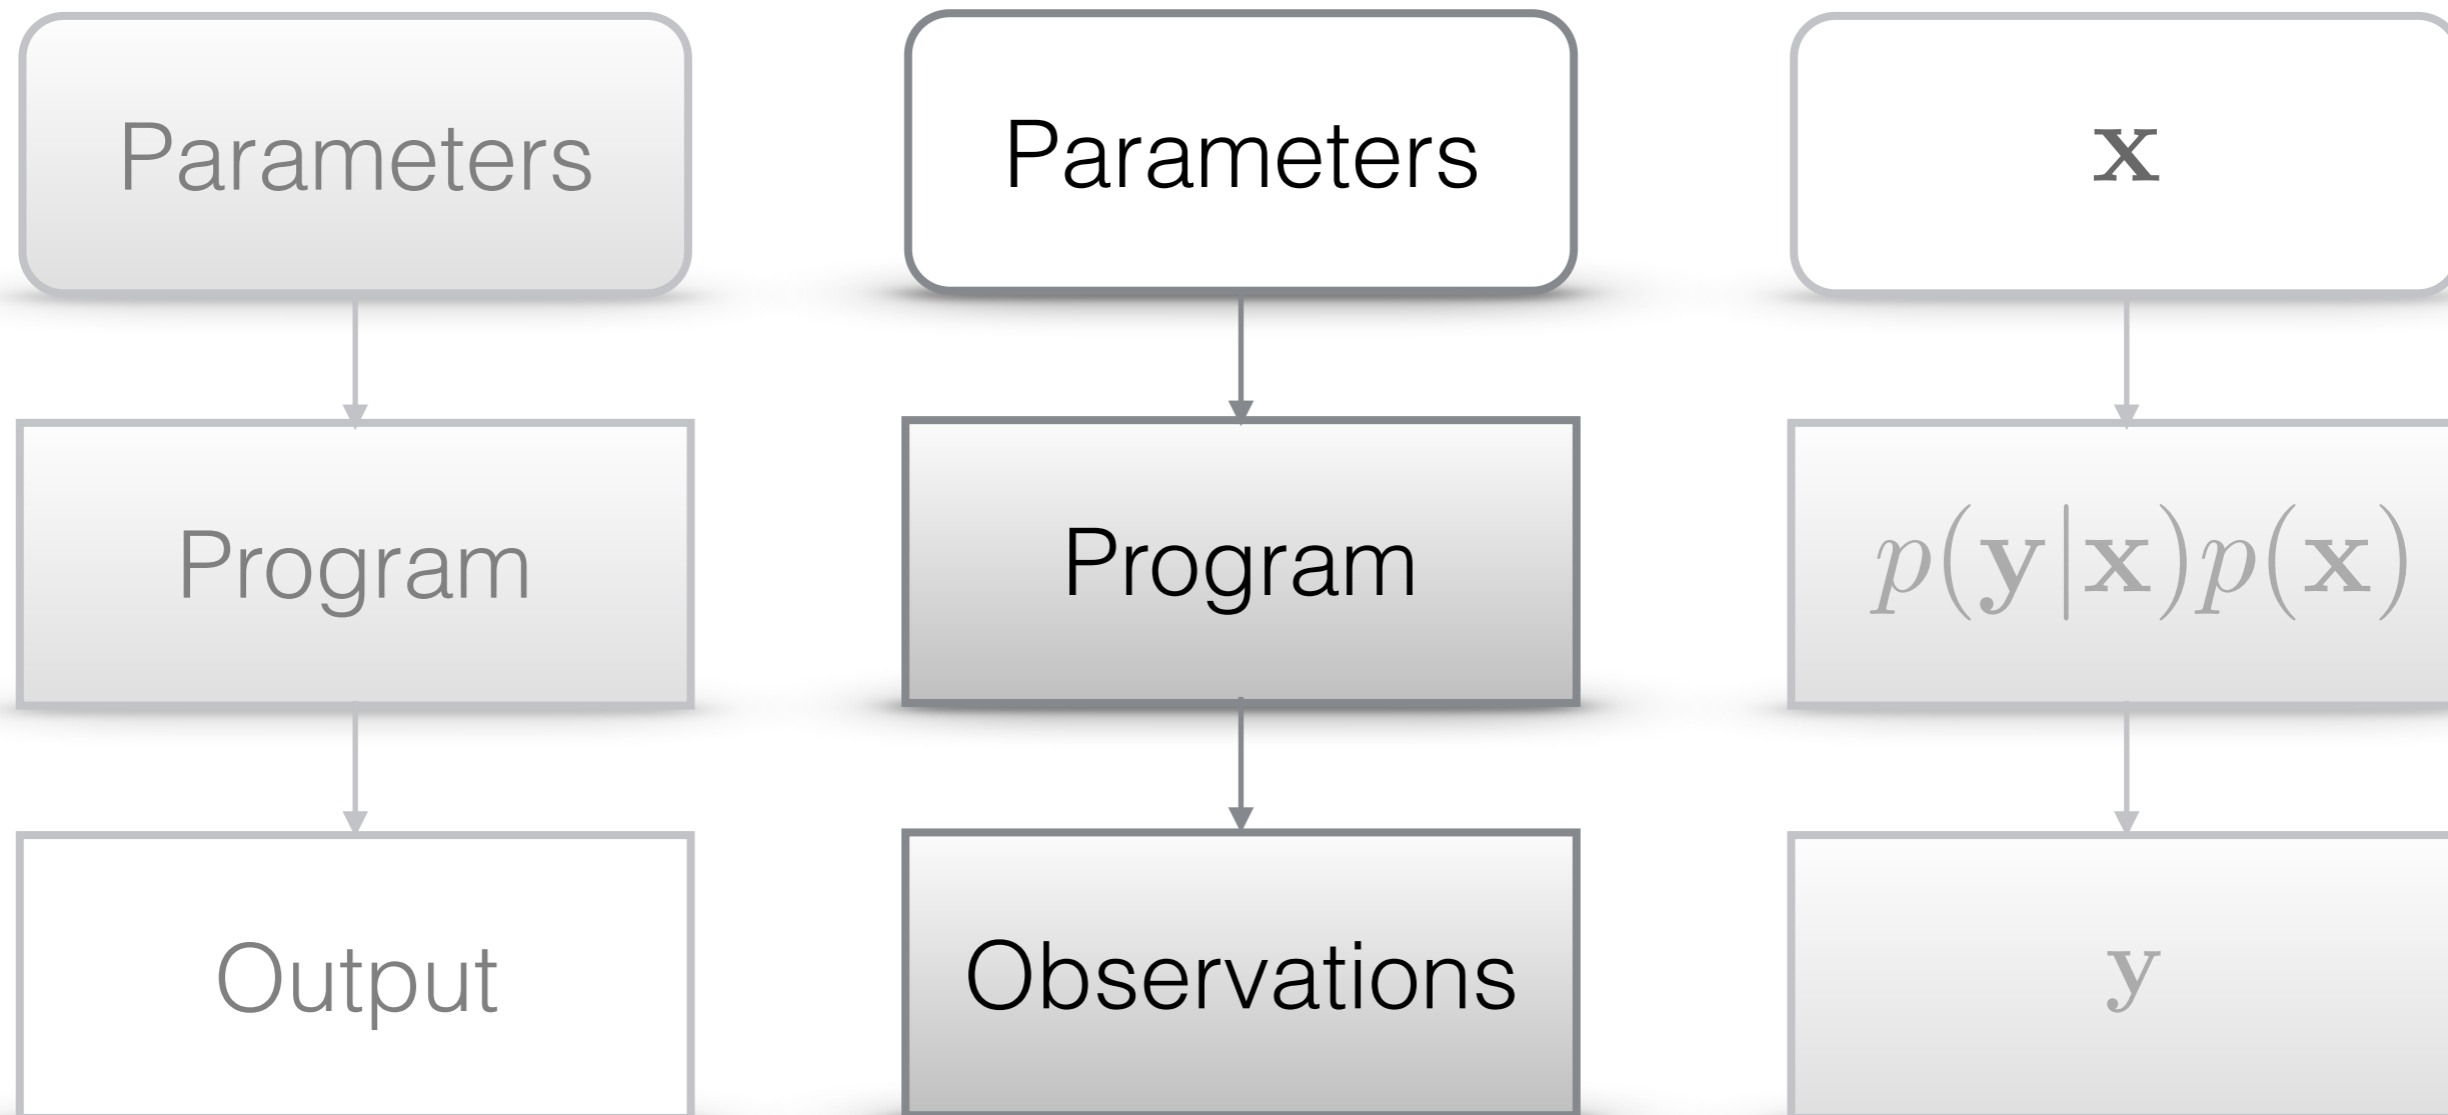 Parameters
Program
Output
Parameters
Program
Observations
x
p(y|x)p(x)
y